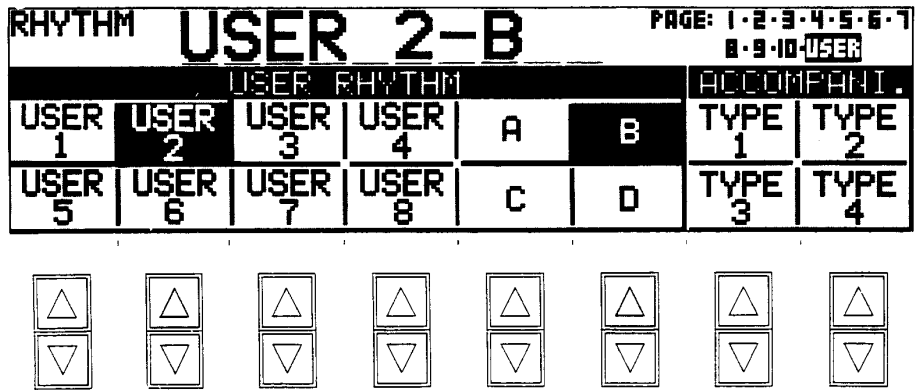 RHYTHM USER 2-B PAGE: 1·2·3·4·5·6·7
8·9·10·USER
USER RHYTHM ACCOMPANI.
USER 1 USER 2 USER 3 USER 4 A B TYPE 1 TYPE 2
USER 5 USER 6 USER 7 USER 8 C D TYPE 3 TYPE 4